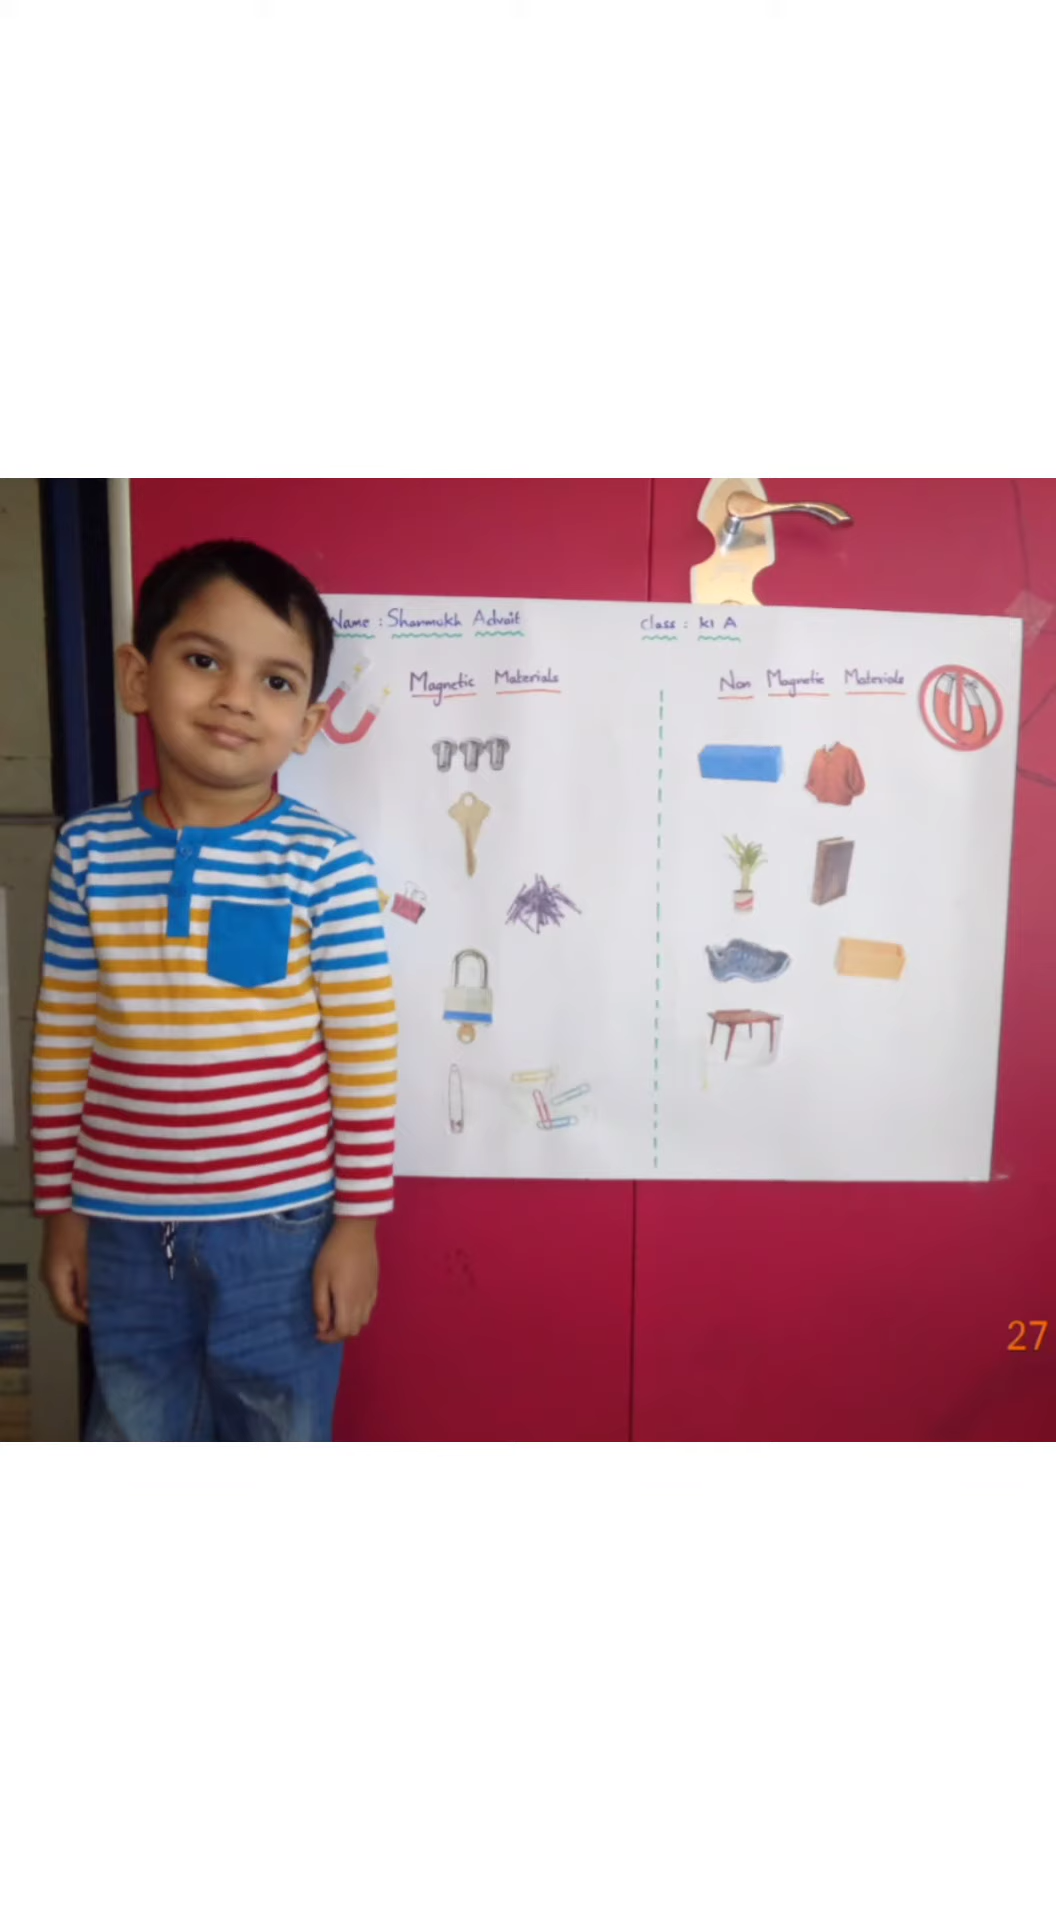 Name : Shanmukh Advait
Class : K1 A
Magnetic Materials
Non Magnetic Materials
27